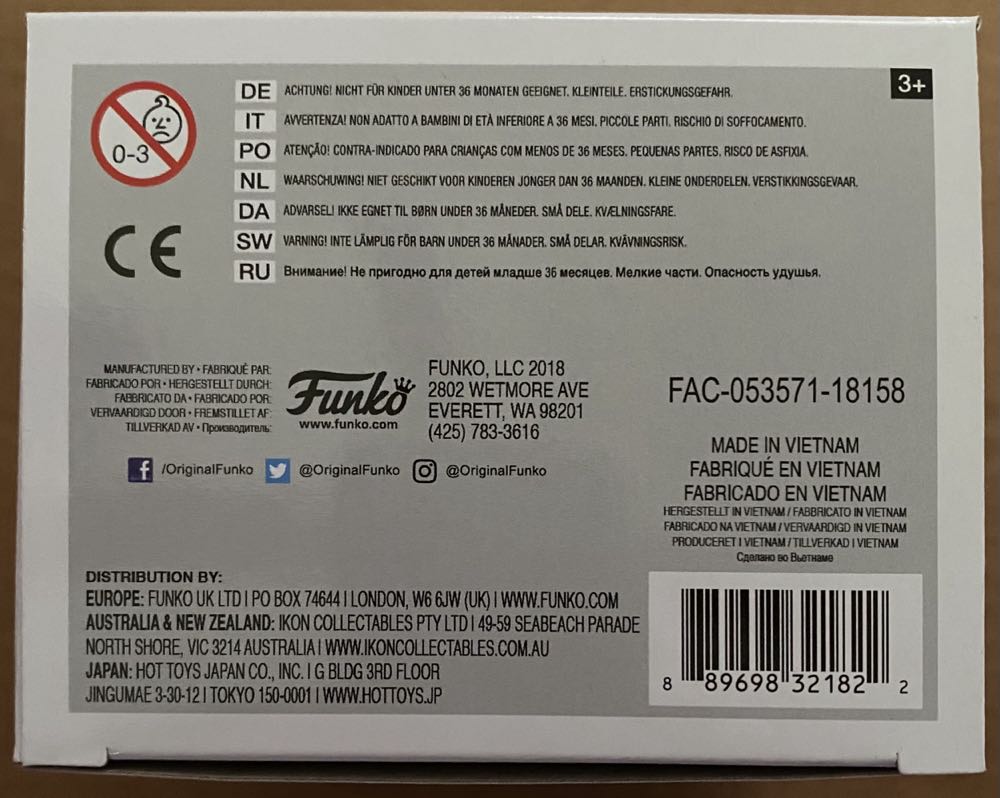 3+
0-3
DE ACHTUNG! NICHT FÜR KINDER UNTER 36 MONATEN GEEIGNET. KLEINTEILE. ERSTICKUNGSGEFAHR.
IT AVVERTENZA! NON ADATTO A BAMBINI DI ETÀ INFERIORE A 36 MESI. PICCOLE PARTI. RISCHIO DI SOFFOCAMENTO.
PO ATENÇÃO! CONTRA-INDICADO PARA CRIANÇAS COM MENOS DE 36 MESES. PEQUENAS PARTES. RISCO DE ASFIXIA.
NL WAARSCHUWING! NIET GESCHIKT VOOR KINDEREN JONGER DAN 36 MAANDEN. KLEINE ONDERDELEN. VERSTIKKINGSGEVAAR.
DA ADVARSEL! IKKE EGNET TIL BØRN UNDER 36 MÅNEDER. SMÅ DELE. KVÆLNINGSFARE.
SW VARNING! INTE LÄMPLIG FÖR BARN UNDER 36 MÅNADER. SMÅ DELAR. KVÄVNINGSRISK.
RU Внимание! Не пригодно для детей младше 36 месяцев. Мелкие части. Опасность удушья.
CE
MANUFACTURED BY • FABRIQUÉ PAR:
FABRICADO POR • HERGESTELLT DURCH:
FABBRICATO DA • FABRICADO POR:
VERVAARDIGD DOOR • FREMSTILLET AF:
TILLVERKAD AV • Производитель:
Funko
www.funko.com
FUNKO, LLC 2018
2802 WETMORE AVE
EVERETT, WA 98201
(425) 783-3616
f /OriginalFunko @OriginalFunko @OriginalFunko
FAC-053571-18158
MADE IN VIETNAM
FABRIQUÉ EN VIETNAM
FABRICADO EN VIETNAM
HERGESTELLT IN VIETNAM / FABBRICATO IN VIETNAM
FABRICADO NA VIETNAM / VERVAARDIGD IN VIETNAM
PRODUCERET I VIETNAM / TILLVERKAD I VIETNAM
Сделано во Вьетнаме
DISTRIBUTION BY:
EUROPE: FUNKO UK LTD | PO BOX 74644 | LONDON, W6 6JW (UK) | WWW.FUNKO.COM
AUSTRALIA & NEW ZEALAND: IKON COLLECTABLES PTY LTD | 49-59 SEABEACH PARADE
NORTH SHORE, VIC 3214 AUSTRALIA | WWW.IKONCOLLECTABLES.COM.AU
JAPAN: HOT TOYS JAPAN CO., INC. | G BLDG 3RD FLOOR
JINGUMAE 3-30-12 | TOKYO 150-0001 | WWW.HOTTOYS.JP
8 89698 32182 2